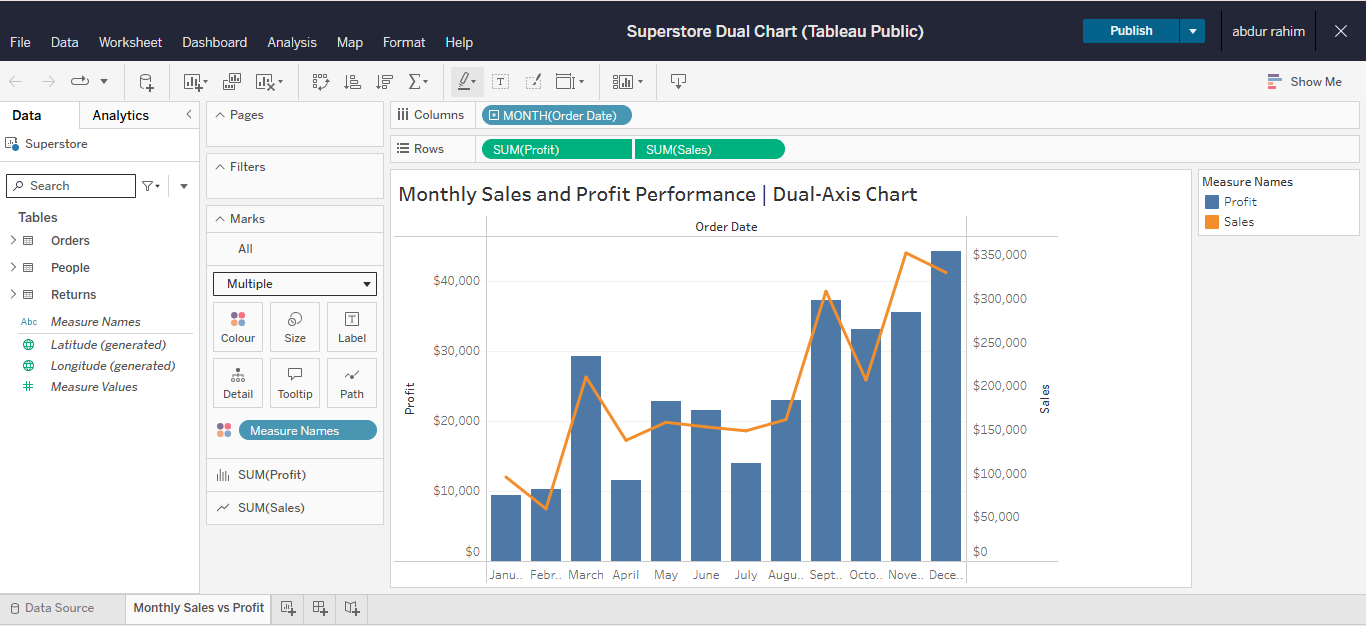 Superstore Dual Chart (Tableau Public)
Publish
abdur rahim
File Data Worksheet Dashboard Analysis Map Format Help
Show Me
Data Analytics
Superstore
Search
Tables
Orders
People
Returns
Abc Measure Names
Latitude (generated)
Longitude (generated)
Measure Values
Pages
Filters
Marks
All
Multiple
Colour Size Label
Detail Tooltip Path
Measure Names
SUM(Profit)
SUM(Sales)
Columns MONTH(Order Date)
Rows SUM(Profit) SUM(Sales)
Monthly Sales and Profit Performance | Dual-Axis Chart
Order Date
Profit
$40,000
$30,000
$20,000
$10,000
$0
$350,000
$300,000
$250,000
$200,000
$150,000
$100,000
$50,000
$0
Sales
Janu.. Febr.. March April May June July Augu.. Sept.. Octo.. Nove.. Dece..
Measure Names
Profit
Sales
Data Source Monthly Sales vs Profit